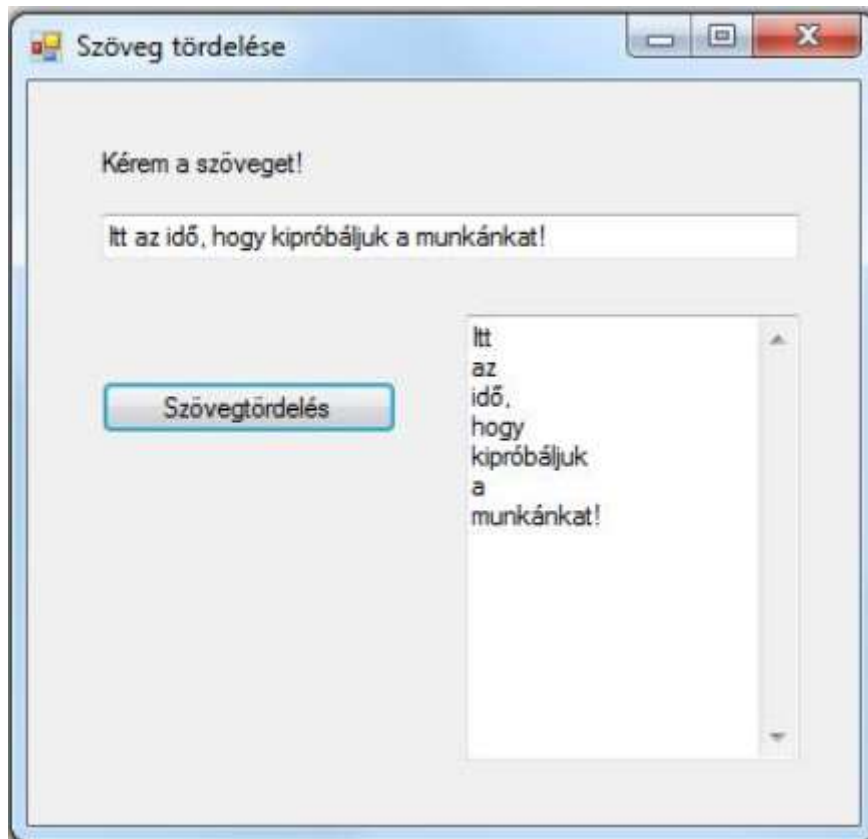 Szöveg tördelése
Kérem a szöveget!
Itt az idő, hogy kipróbáljuk a munkánkat!
Itt
az
idő,
Szövegtördelés
hogy
kipróbáljuk
a
munkánkat!